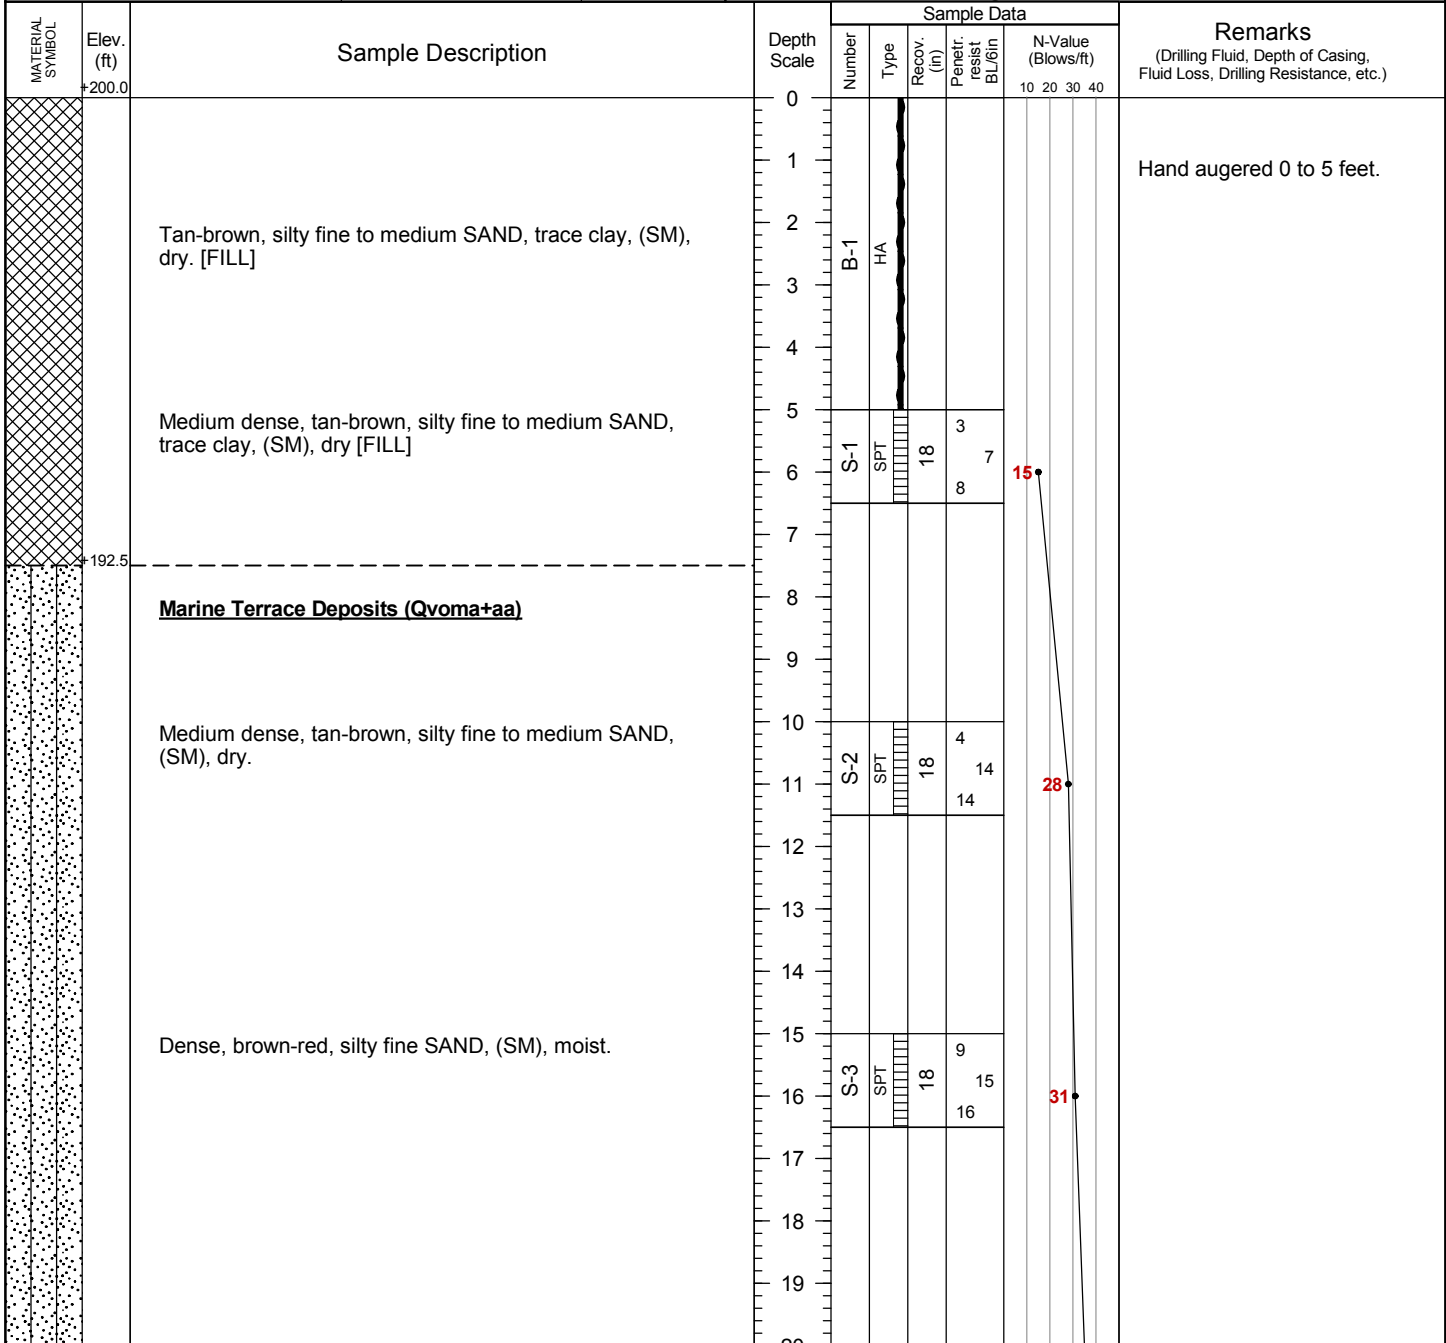 Sample Data
MATERIAL
SYMBOL
Elev.
(ft)
+200.0
Sample Description
Depth
Scale
Number
Type
Recov.
(in)
Penetr.
resist
BL/6in
N-Value
(Blows/ft)
10 20 30 40
Remarks
(Drilling Fluid, Depth of Casing,
Fluid Loss, Drilling Resistance, etc.)
0
1
Hand augered 0 to 5 feet.
2
Tan-brown, silty fine to medium SAND, trace clay, (SM),
dry. [FILL]
B-1
HA
3
4
5
Medium dense, tan-brown, silty fine to medium SAND,
trace clay, (SM), dry [FILL]
S-1
SPT
18
3
7
8
6
15
7
+192.5
8
Marine Terrace Deposits (Qvoma+aa)
9
10
Medium dense, tan-brown, silty fine to medium SAND,
(SM), dry.
S-2
SPT
18
4
14
14
11
28
12
13
14
15
Dense, brown-red, silty fine SAND, (SM), moist.
S-3
SPT
18
9
15
16
16
31
17
18
19